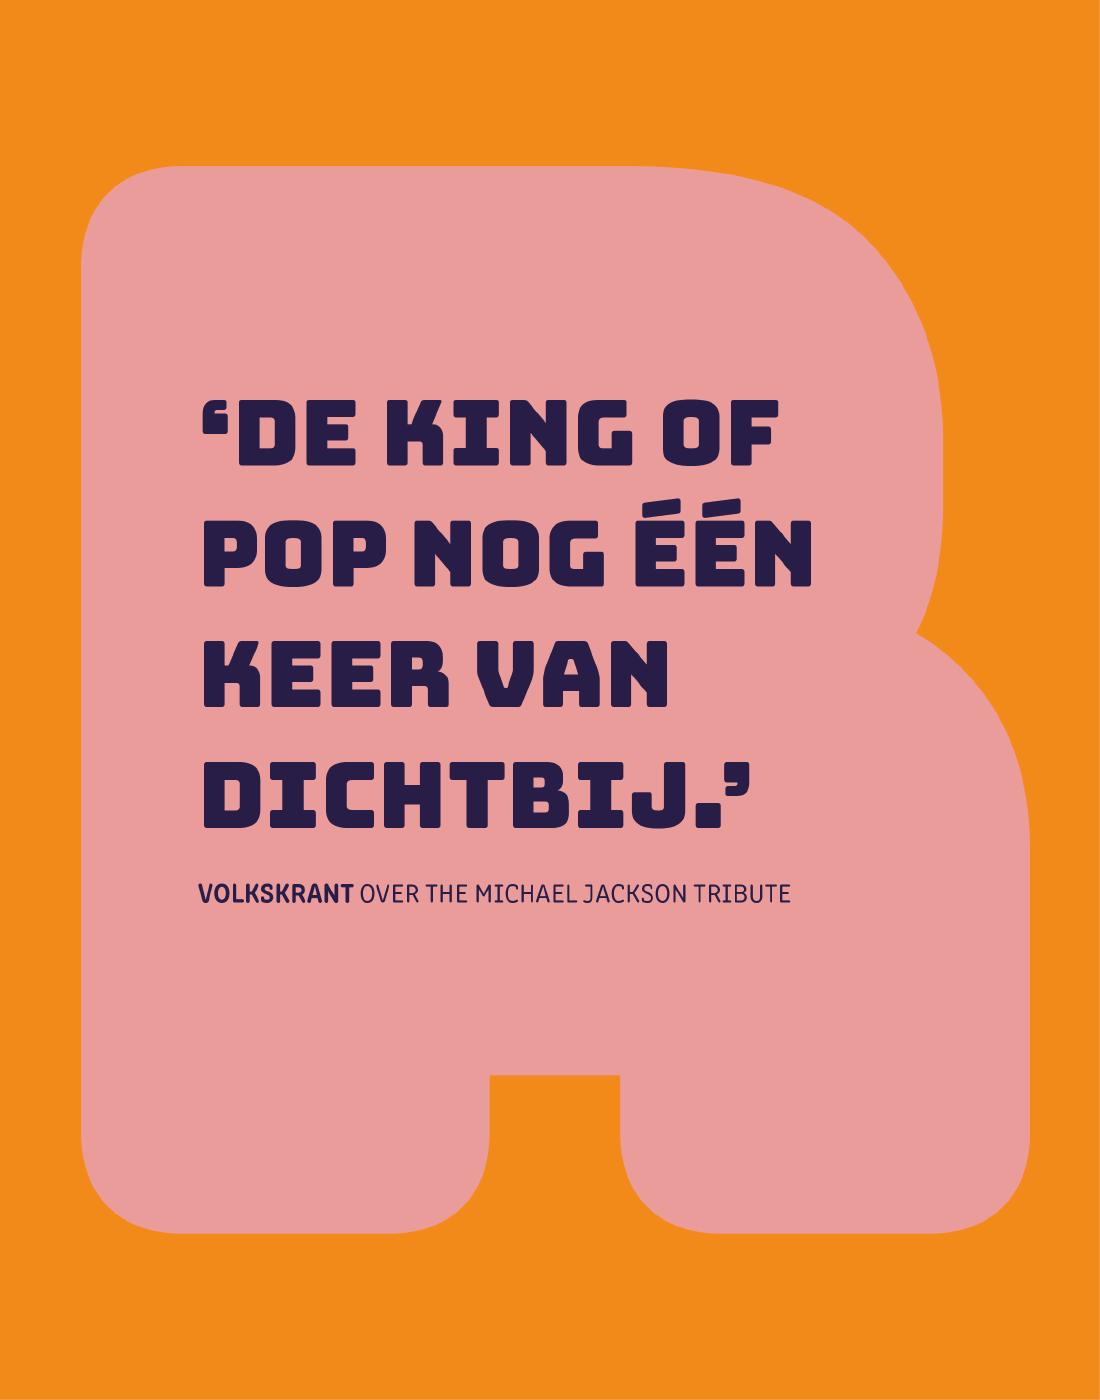 ‘DE KING OF
POP NOG ÉÉN
KEER VAN
DICHTBIJ.’
VOLKSKRANT OVER THE MICHAEL JACKSON TRIBUTE